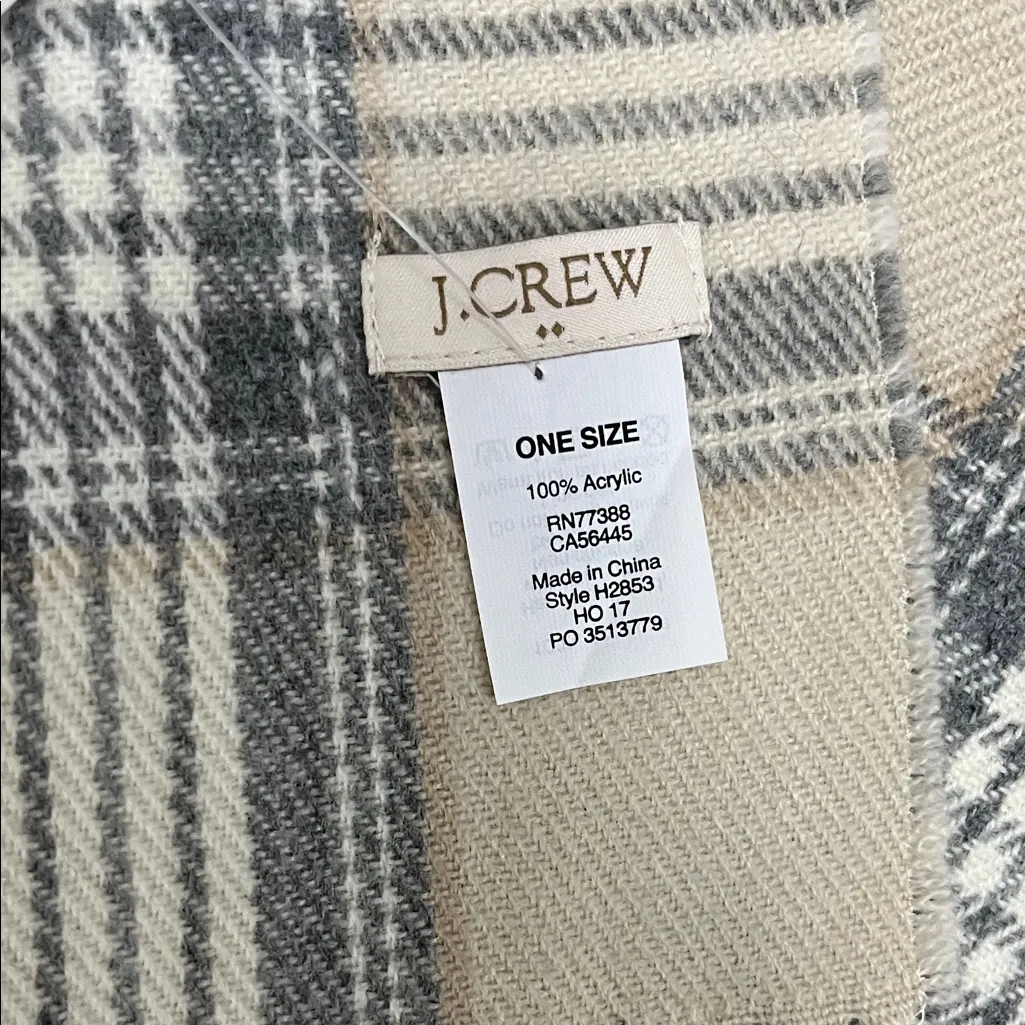 J.CREW
ONE SIZE
100% Acrylic
RN77388
CA56445
Made in China
Style H2853
HO 17
PO 3513779